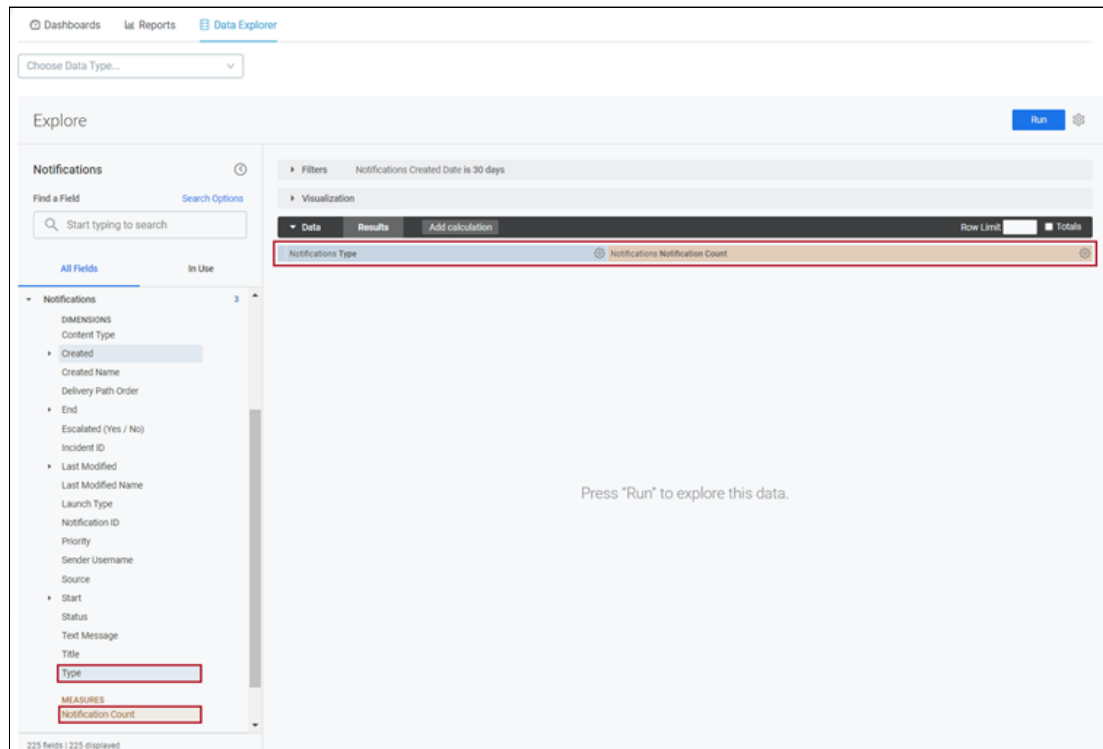 Dashboards Reports Data Explorer
Choose Data Type...
Explore
Run
Notifications
Filters Notifications Created Date is 30 days
Find a Field Search Options
Visualization
Start typing to search
Data Results Add calculation Row Limit Totals
Notifications Type Notifications Notification Count
All Fields In Use
Notifications 3
DIMENSIONS
Content Type
Created
Created Name
Delivery Path Order
End
Escalated (Yes / No)
Incident ID
Last Modified
Last Modified Name
Launch Type
Notification ID
Priority
Sender Username
Source
Start
Status
Text Message
Title
Type
MEASURES
Notification Count
225 fields | 225 displayed
Press "Run" to explore this data.